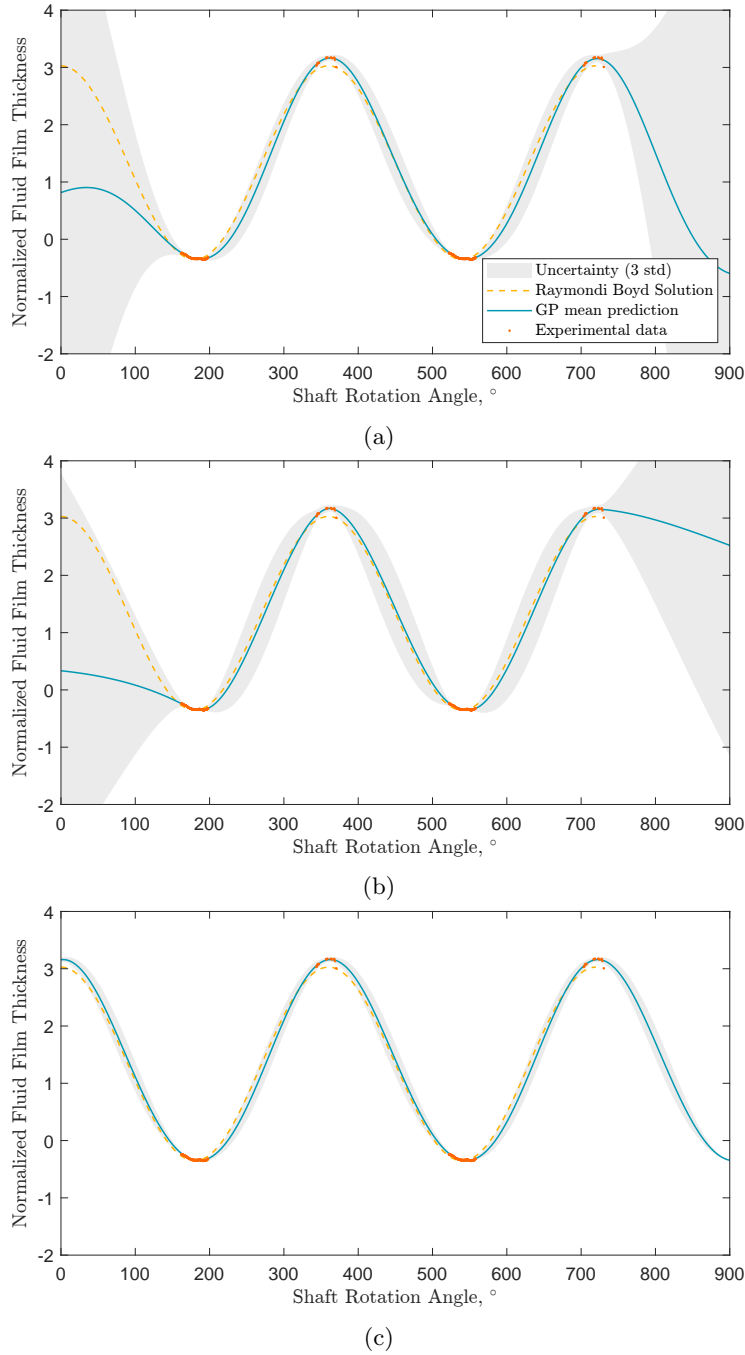 4
3
2
1
0
-1
-2
Normalized Fluid Film Thickness
Uncertainty (3 std)
Raymondi Boyd Solution
GP mean prediction
Experimental data
0 100 200 300 400 500 600 700 800 900
Shaft Rotation Angle, °
(a)
4
3
2
1
0
-1
-2
Normalized Fluid Film Thickness
0 100 200 300 400 500 600 700 800 900
Shaft Rotation Angle, °
(b)
4
3
2
1
0
-1
-2
Normalized Fluid Film Thickness
0 100 200 300 400 500 600 700 800 900
Shaft Rotation Angle, °
(c)